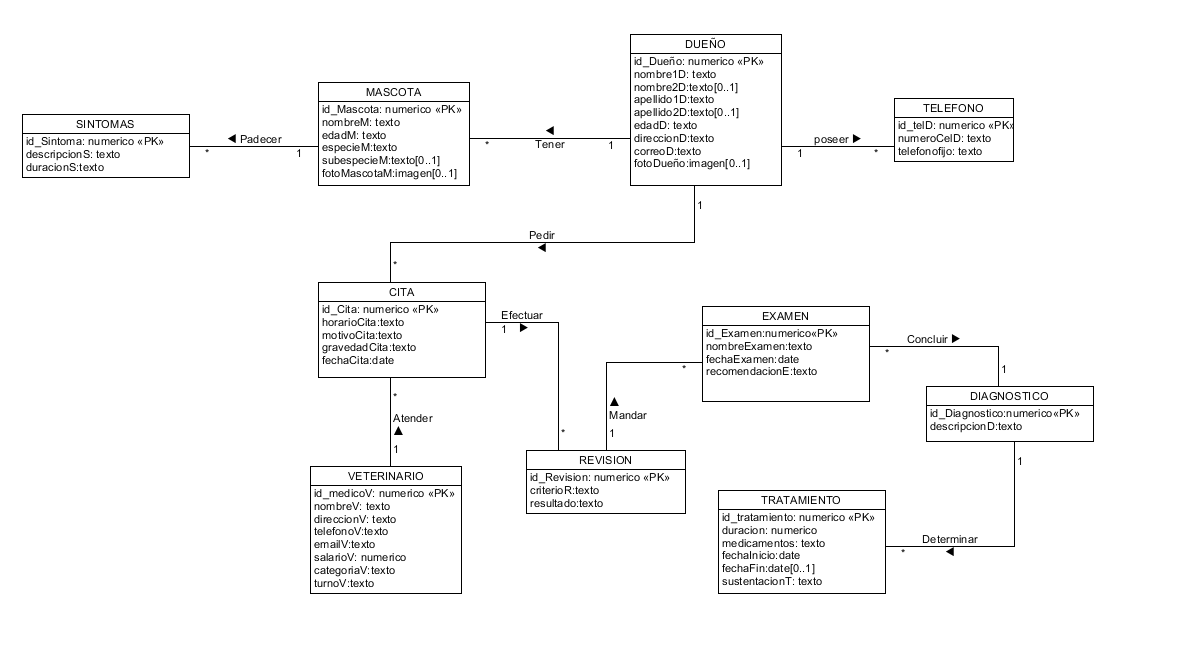 DUEÑO
id_Dueño: numerico «PK»
nombre1D: texto
nombre2D:texto[0..1]
apellido1D:texto
apellido2D:texto[0..1]
edadD: texto
direccionD:texto
correoD:texto
fotoDueño:imagen[0..1]
MASCOTA
id_Mascota: numerico «PK»
nombreM: texto
edadM: texto
especieM:texto
subespecieM:texto[0..1]
fotoMascotaM:imagen[0..1]
SINTOMAS
id_Sintoma: numerico «PK»
descripcionS: texto
duracionS:texto
TELEFONO
id_telD: numerico «PK»
numeroCelD: texto
telefonofijo: texto
◄ Padecer
* 1
◄
Tener
* 1
poseer ►
1 *
1
Pedir
◄
*
CITA
id_Cita: numerico «PK»
horarioCita:texto
motivoCita:texto
gravedadCita:texto
fechaCita:date
Efectuar
1 ►
*
EXAMEN
id_Examen:numerico«PK»
nombreExamen:texto
fechaExamen:date
recomendacionE:texto
Concluir ►
*
1
*
▲
Mandar
1
DIAGNOSTICO
id_Diagnostico:numerico«PK»
descripcionD:texto
*
Atender
▲
1
VETERINARIO
id_medicoV: numerico «PK»
nombreV: texto
direccionV: texto
telefonoV:texto
emailV:texto
salarioV: numerico
categoriaV:texto
turnoV:texto
REVISION
id_Revision: numerico «PK»
criterioR:texto
resultado:texto
1
Determinar
* ◄
TRATAMIENTO
id_tratamiento: numerico «PK»
duracion: numerico
medicamentos: texto
fechaInicio:date
fechaFin:date[0..1]
sustentacionT: texto